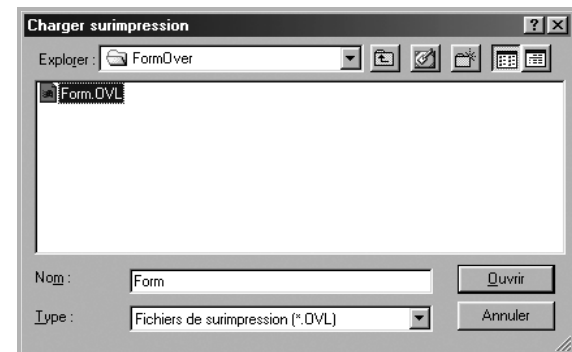 Charger surimpression
Explorer : FormOver
Form.OVL
Nom : Form
Ouvrir
Type : Fichiers de surimpression (*.OVL)
Annuler